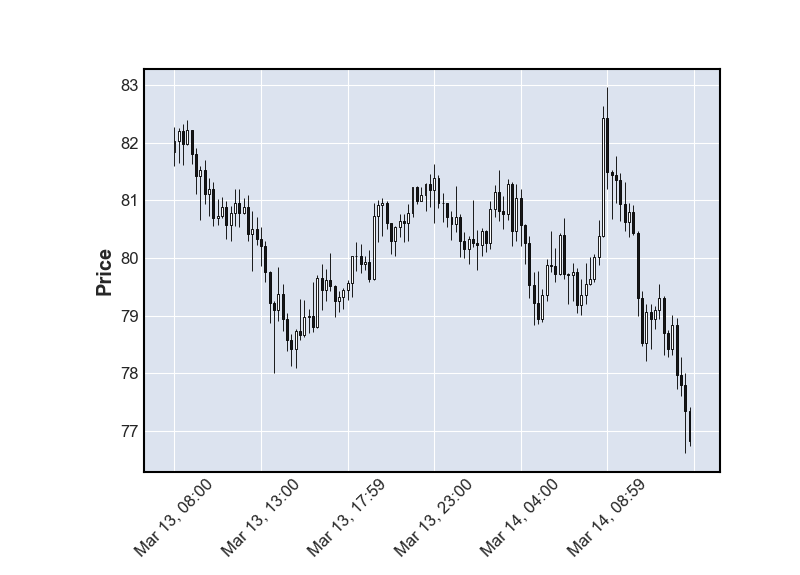 83
82
81
80
79
78
77
Price
Mar 13, 08:00
Mar 13, 13:00
Mar 13, 17:59
Mar 13, 23:00
Mar 14, 04:00
Mar 14, 08:59